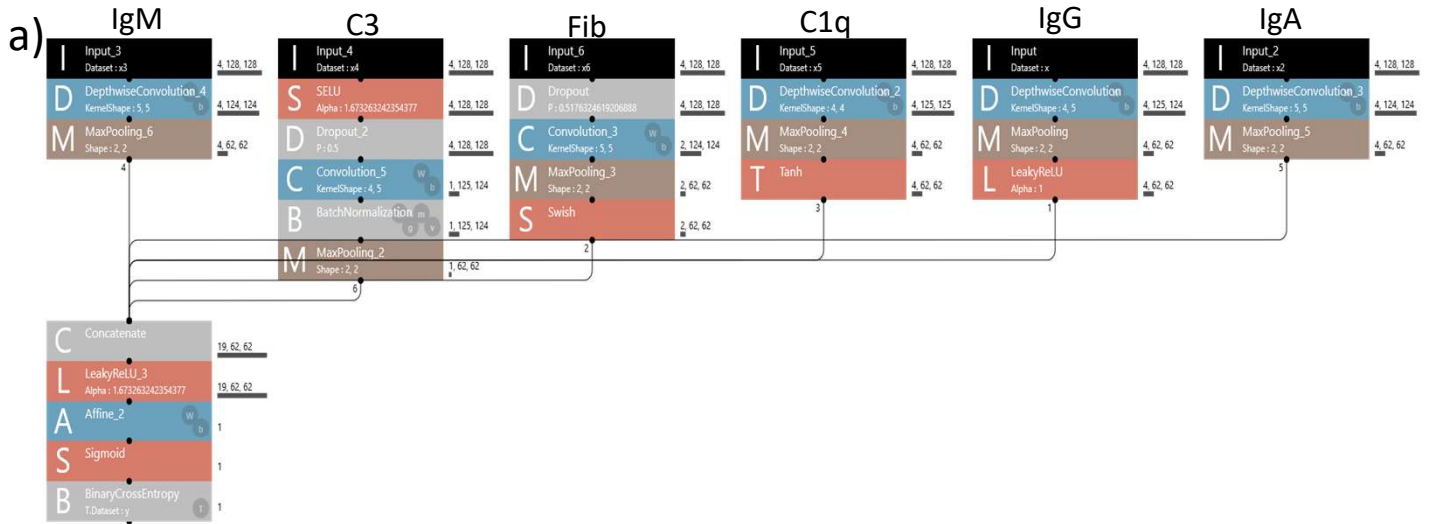 a)
IgM
I
Input_3
Dataset : x3
4, 128, 128
D
DepthwiseConvolution_4
KernelShape : 5, 5
b
4, 124, 124
M
MaxPooling_6
Shape : 2, 2
4, 62, 62
4
C3
I
Input_4
Dataset : x4
4, 128, 128
S
SELU
Alpha : 1.673263242354377
4, 128, 128
D
Dropout_2
P : 0.5
4, 128, 128
C
Convolution_5
KernelShape : 4, 5
W
b
1, 125, 124
B
BatchNormalization
m
g
v
1, 125, 124
M
MaxPooling_2
Shape : 2, 2
1, 62, 62
6
Fib
I
Input_6
Dataset : x6
4, 128, 128
D
Dropout
P : 0.5176324619206888
4, 128, 128
C
Convolution_3
KernelShape : 5, 5
W
b
2, 124, 124
M
MaxPooling_3
Shape : 2, 2
2, 62, 62
S
Swish
2, 62, 62
2
C1q
I
Input_5
Dataset : x5
4, 128, 128
D
DepthwiseConvolution_2
KernelShape : 4, 4
b
4, 125, 125
M
MaxPooling_4
Shape : 2, 2
4, 62, 62
T
Tanh
4, 62, 62
3
IgG
I
Input
Dataset : x
4, 128, 128
D
DepthwiseConvolution
KernelShape : 4, 5
b
4, 125, 124
M
MaxPooling
Shape : 2, 2
4, 62, 62
L
LeakyReLU
Alpha : 1
4, 62, 62
1
IgA
I
Input_2
Dataset : x2
4, 128, 128
D
DepthwiseConvolution_3
KernelShape : 5, 5
b
4, 124, 124
M
MaxPooling_5
Shape : 2, 2
4, 62, 62
5
C
Concatenate
19, 62, 62
L
LeakyReLU_3
Alpha : 1.673263242354377
19, 62, 62
A
Affine_2
W
b
1
S
Sigmoid
1
B
BinaryCrossEntropy
T.Dataset : y
T
1